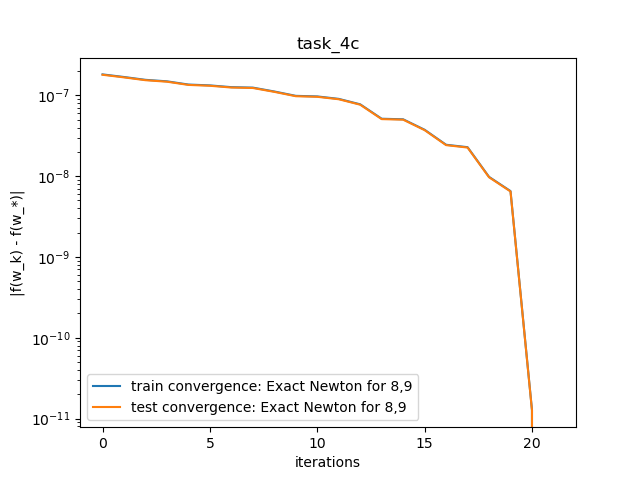 task_4c
|f(w_k) - f(w_*)|
10⁻⁷
10⁻⁸
10⁻⁹
10⁻¹⁰
10⁻¹¹
train convergence: Exact Newton for 8,9
test convergence: Exact Newton for 8,9
0 5 10 15 20
iterations